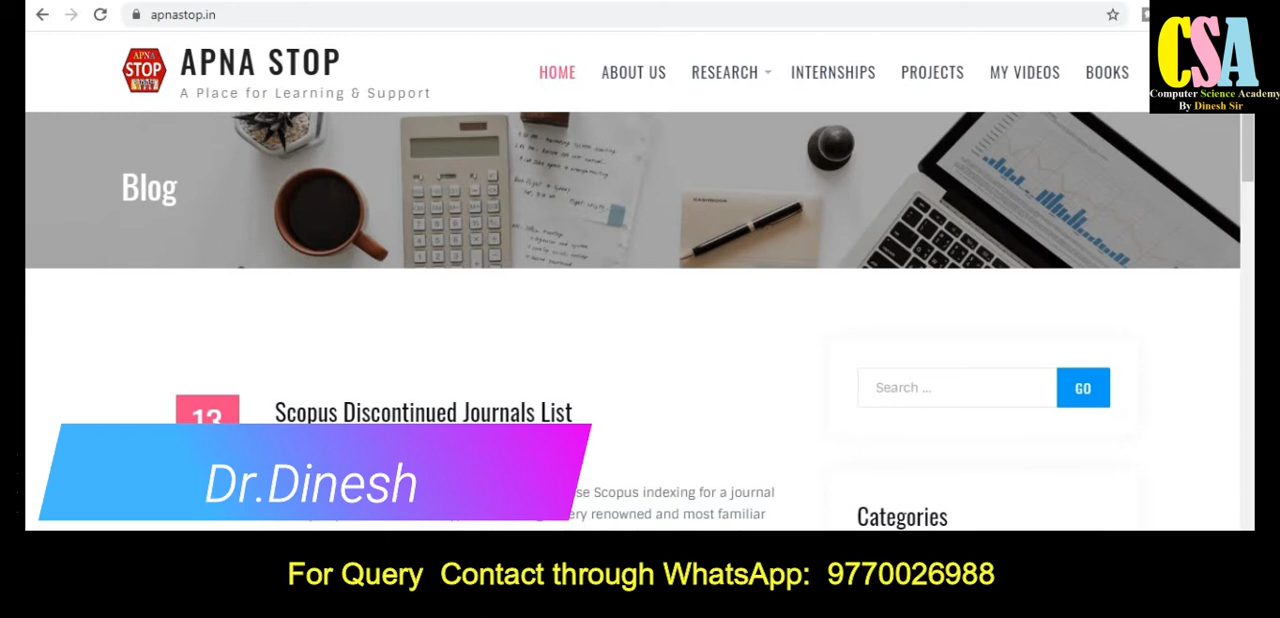 apnastop.in
APNA
STOP
APNA STOP
A Place for Learning & Support
HOME
ABOUT US
RESEARCH
INTERNSHIPS
PROJECTS
MY VIDEOS
BOOKS
CSA
Computer Science Academy
By Dinesh Sir
Blog
Search ...
GO
13
Scopus Discontinued Journals List
Dr.Dinesh
se Scopus indexing for a journal
ery renowned and most familiar
Categories
For Query Contact through WhatsApp: 9770026988